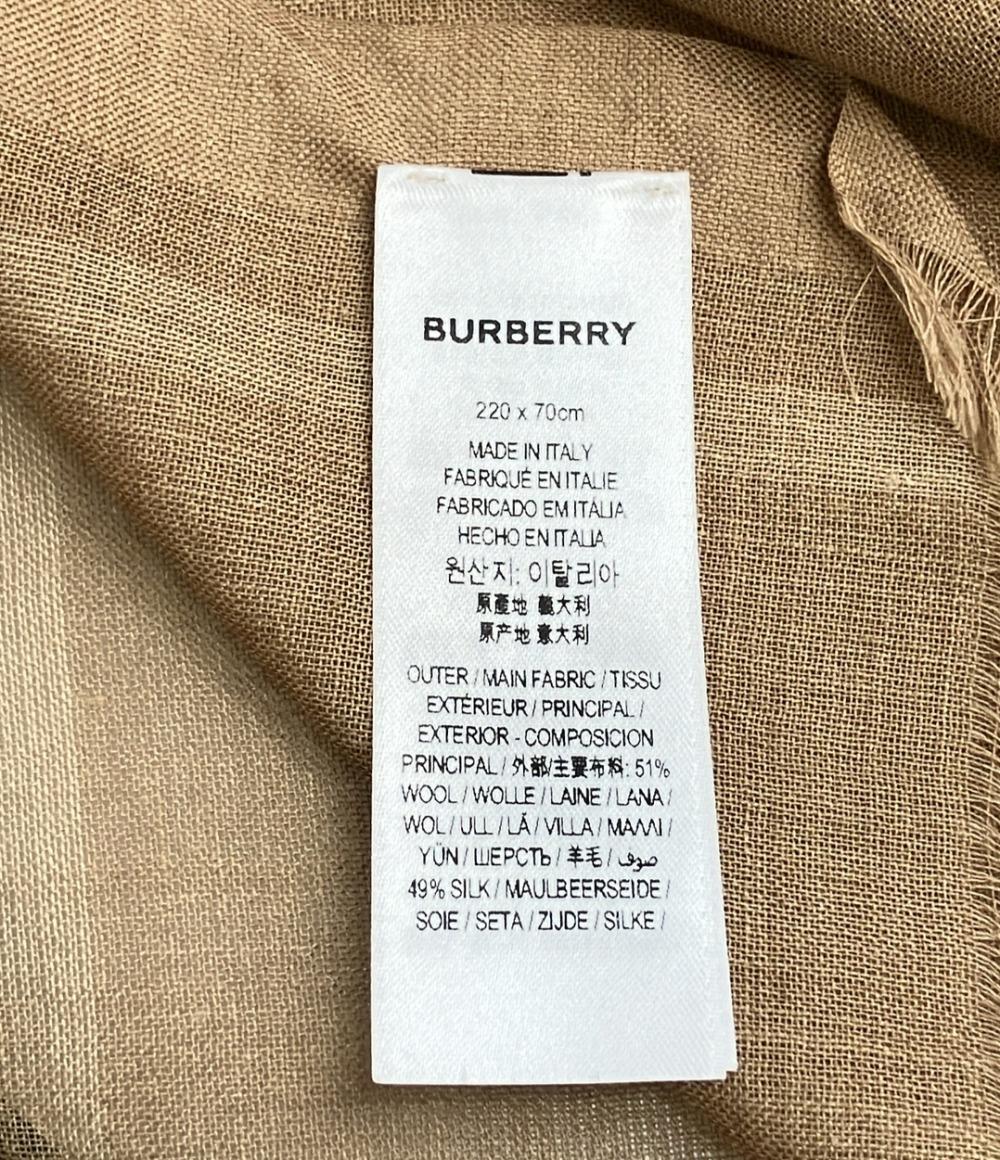 BURBERRY
220 x 70cm
MADE IN ITALY
FABRIQUÉ EN ITALIE
FABRICADO EM ITÁLIA
HECHO EN ITALIA
원산지: 이탈리아
原產地 義大利
原产地 意大利
OUTER / MAIN FABRIC / TISSU
EXTÉRIEUR / PRINCIPAL /
EXTERIOR - COMPOSICION
PRINCIPAL / 外部/主要布料: 51%
WOOL / WOLLE / LAINE / LANA /
WOL / ULL / LÃ / VILLA / ΜΑΛΛΙ /
YÜN / ШЕРСТЬ / 羊毛 / صوف
49% SILK / MAULBEERSEIDE /
SOIE / SETA / ZIJDE / SILKE /